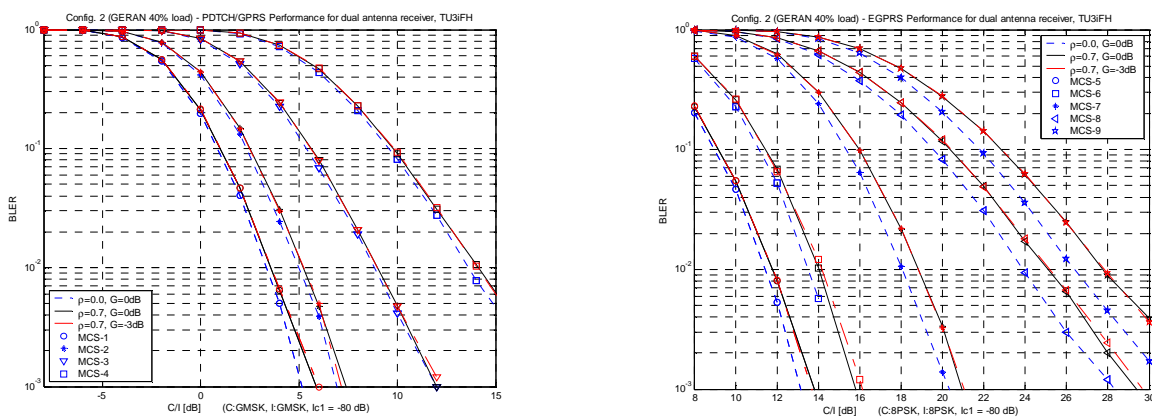 Config. 2 (GERAN 40% load) - PDTCH/GPRS Performance for dual antenna receiver, TU3iFH
10^0
10^-1
10^-2
10^-3
BLER
ρ=0.0, G=0dB
ρ=0.7, G=0dB
ρ=0.7, G=-3dB
MCS-1
MCS-2
MCS-3
MCS-4
-5 0 5 10 15
C/I [dB] (C:GMSK, I:GMSK, Ic1 = -80 dB)
Config. 2 (GERAN 40% load) - EGPRS Performance for dual antenna receiver, TU3iFH
10^0
10^-1
10^-2
10^-3
BLER
ρ=0.0, G=0dB
ρ=0.7, G=0dB
ρ=0.7, G=-3dB
MCS-5
MCS-6
MCS-7
MCS-8
MCS-9
8 10 12 14 16 18 20 22 24 26 28 30
C/I [dB] (C:8PSK, I:8PSK, Ic1 = -80 dB)